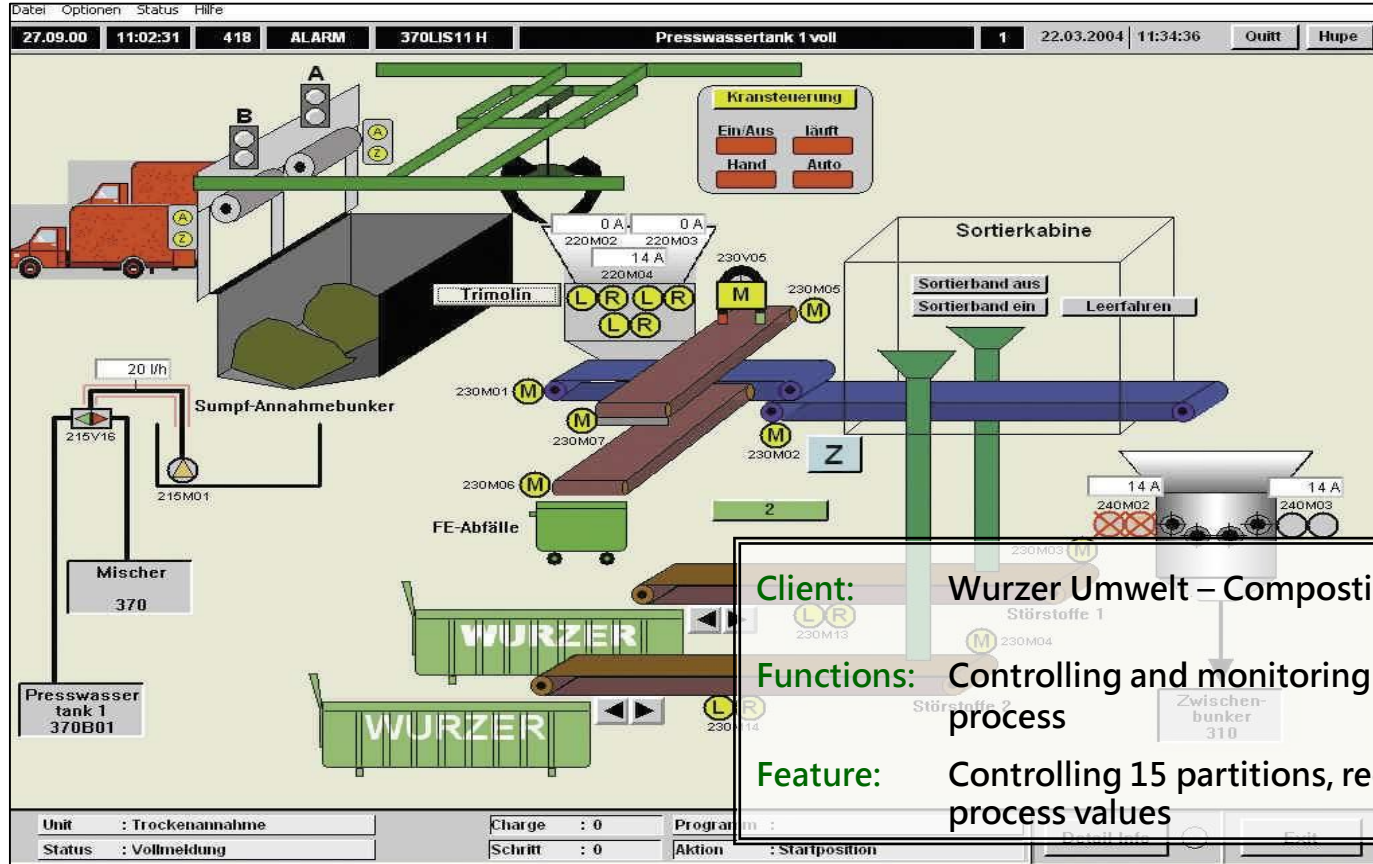 Datei Optionen Status Hilfe
27.09.00 11:02:31 418 ALARM 370LIS11 H Presswassertank 1 voll 1 22.03.2004 11:34:36 Quitt Hupe
A
B
A
Z
A
Z
Kransteuerung
Ein/Aus läuft
Hand Auto
0 A 0 A
220M02 220M03
14 A
220M04
Trimolin
L R L R
L R
230V05
M
230M05
M
Sortierkabine
Sortierband aus
Sortierband ein Leerfahren
20 l/h
215V16
215M01
Sumpf-Annahmebunker
230M01 M
M
230M07
M
230M02
Z
230M06 M
FE-Abfälle
2
14 A 14 A
240M02 240M03
Mischer
370
Presswasser
tank 1
370B01
WURZER
WURZER
230M03 M
L R
230M13
Störstoffe 1
M 230M04
L R
230M14
Störstoffe 2
Zwischen-
bunker
310
Client: Wurzer Umwelt – Composti
Functions: Controlling and monitoring
process
Feature: Controlling 15 partitions, re
process values
Unit : Trockenannahme Charge : 0 Programm :
Status : Vollmeldung Schritt : 0 Aktion : Startposition
Detail Info Exit